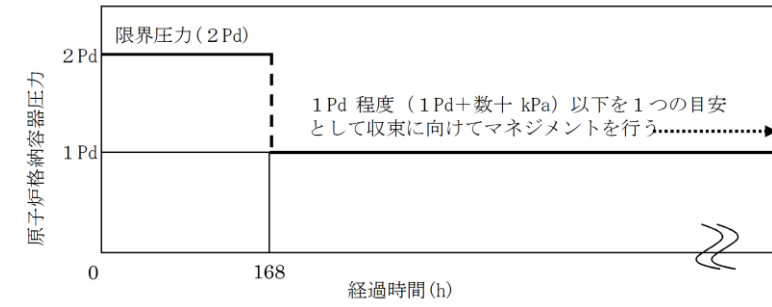 限界圧力(2Pd)
2Pd
1Pd 程度（1Pd＋数十 kPa）以下を1つの目安
として収束に向けてマネジメントを行う
1Pd
原子炉格納容器圧力
0
168
経過時間(h)